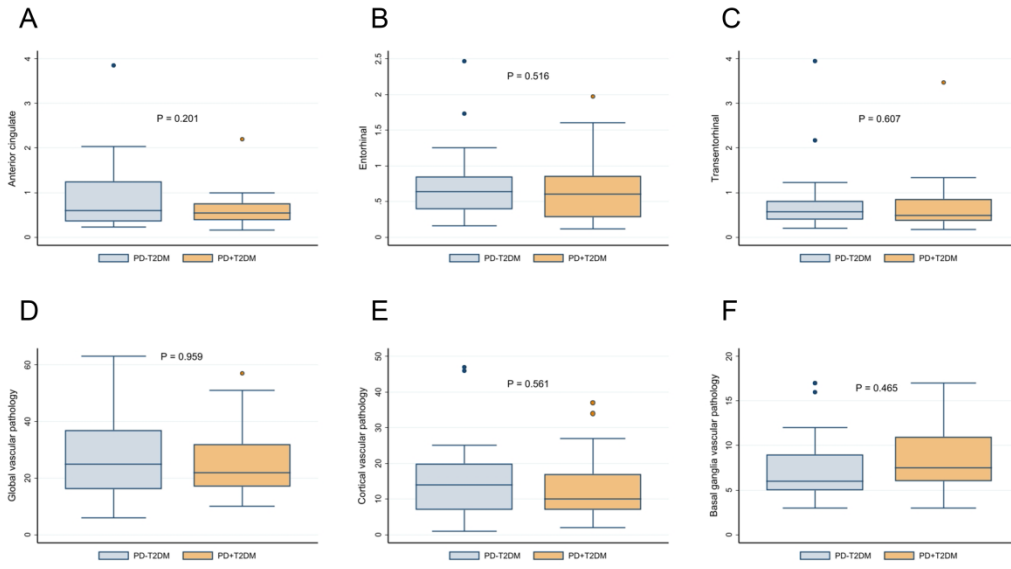 A
Anterior cingulate
4
3
2
1
0
P = 0.201
PD-T2DM PD+T2DM
B
Entorhinal
2.5
2
1.5
1
.5
0
P = 0.516
PD-T2DM PD+T2DM
C
Transentorhinal
4
3
2
1
0
P = 0.607
PD-T2DM PD+T2DM
D
Global vascular pathology
60
40
20
0
P = 0.959
PD-T2DM PD+T2DM
E
Cortical vascular pathology
50
40
30
20
10
0
P = 0.561
PD-T2DM PD+T2DM
F
Basal ganglia vascular pathology
20
15
10
5
0
P = 0.465
PD-T2DM PD+T2DM